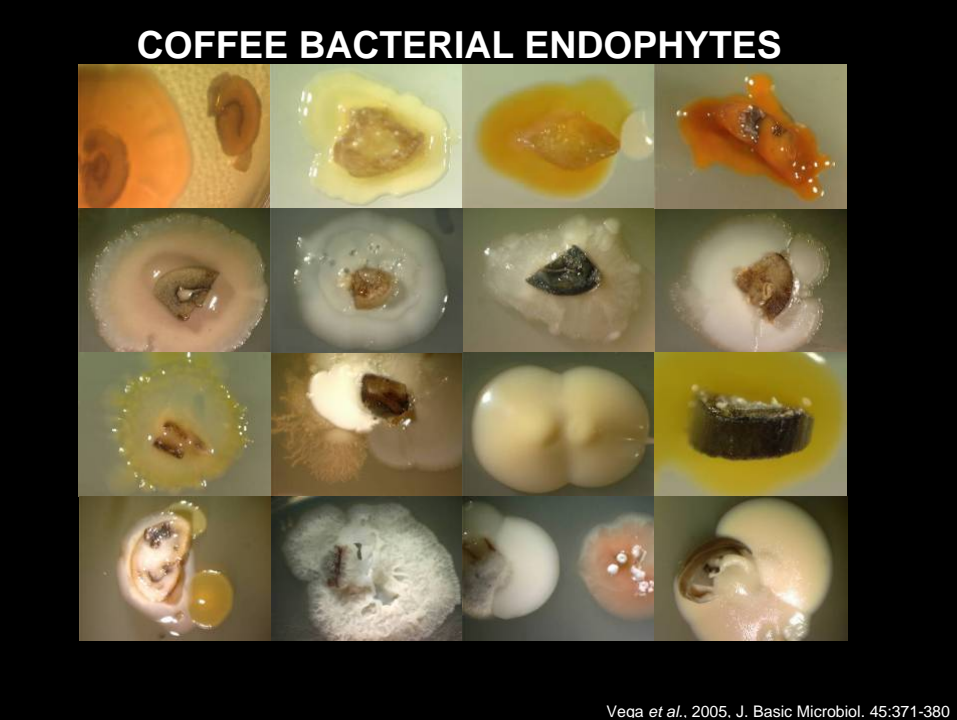 COFFEE BACTERIAL ENDOPHYTES
Vega et al., 2005, J. Basic Microbiol. 45:371-380